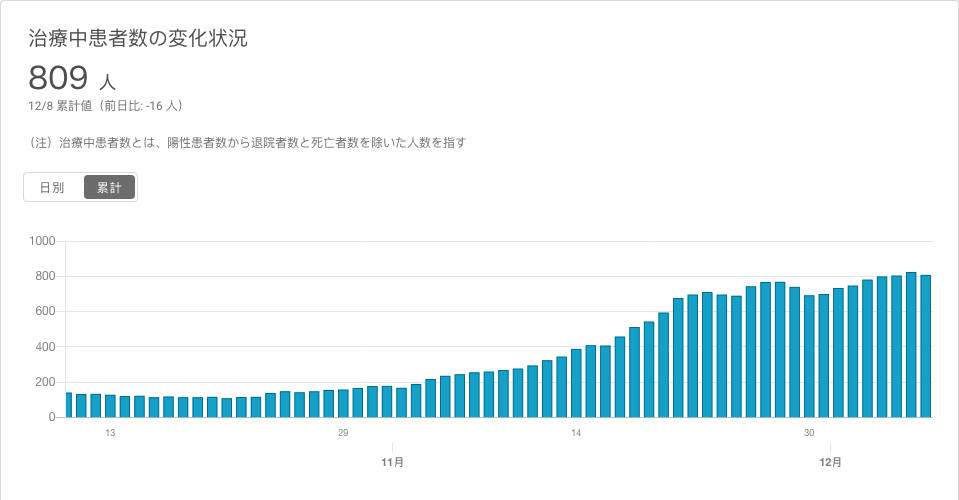 治療中患者数の変化状況
809 人
12/8 累計値（前日比: -16 人）
（注）治療中患者数とは、陽性患者数から退院者数と死亡者数を除いた人数を指す
日別 累計
1000
800
600
400
200
0
13 29 14 30
11月 12月